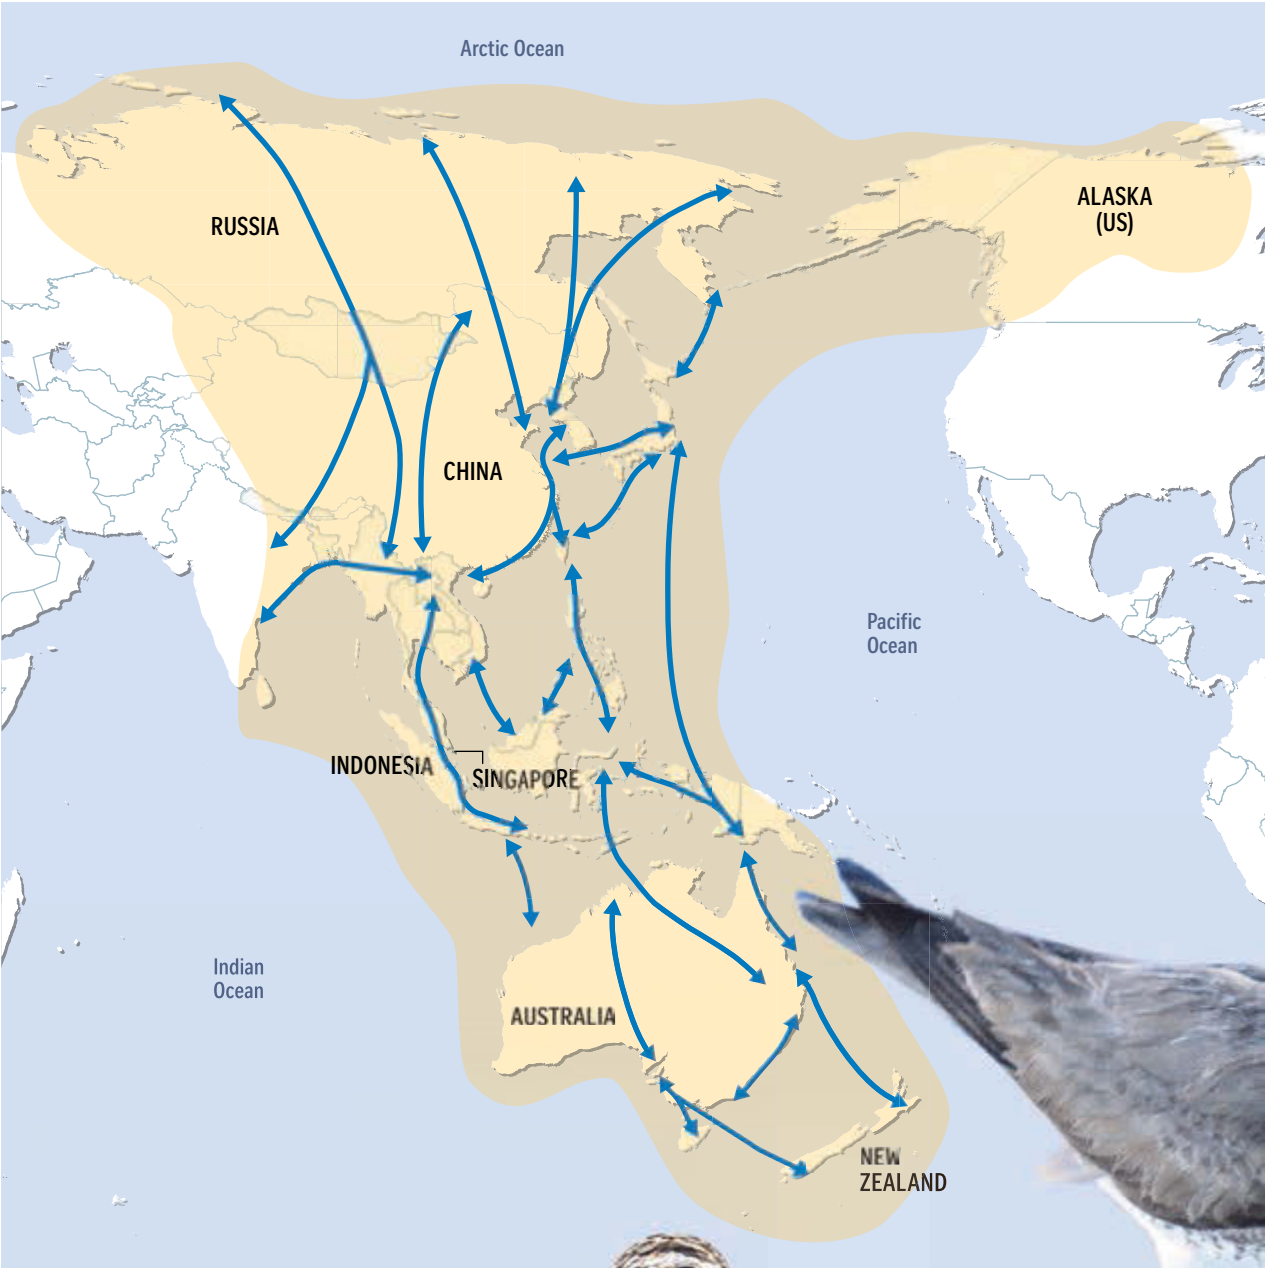 Arctic Ocean
RUSSIA
ALASKA
(US)
CHINA
Pacific
Ocean
INDONESIA
SINGAPORE
Indian
Ocean
AUSTRALIA
NEW
ZEALAND